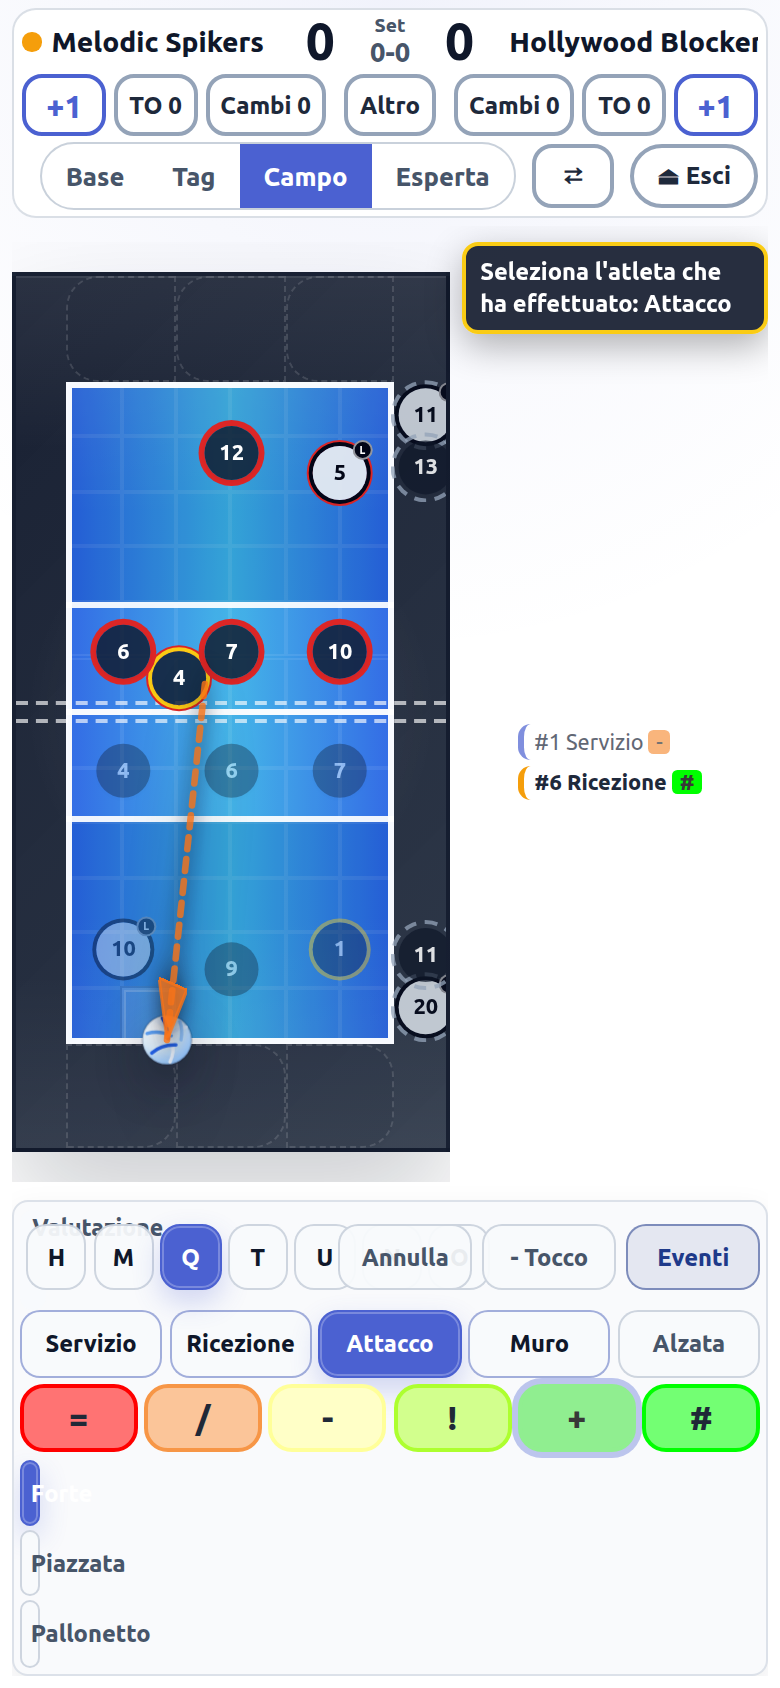 Melodic Spikers 0 Set 0-0 0 Hollywood Blocker
+1 TO 0 Cambi 0 Altro Cambi 0 TO 0 +1
Base Tag Campo Esperta ⇄ ⏏ Esci
Seleziona l'atleta che
ha effettuato: Attacco
11
12
L
5
13
6
7
10
4
#1 Servizio -
4
6
7
#6 Ricezione #
L
10
1
11
9
20
Valutazione
H M Q T U Annulla O - Tocco Eventi
Servizio Ricezione Attacco Muro Alzata
= / - ! + #
Forte
Piazzata
Pallonetto